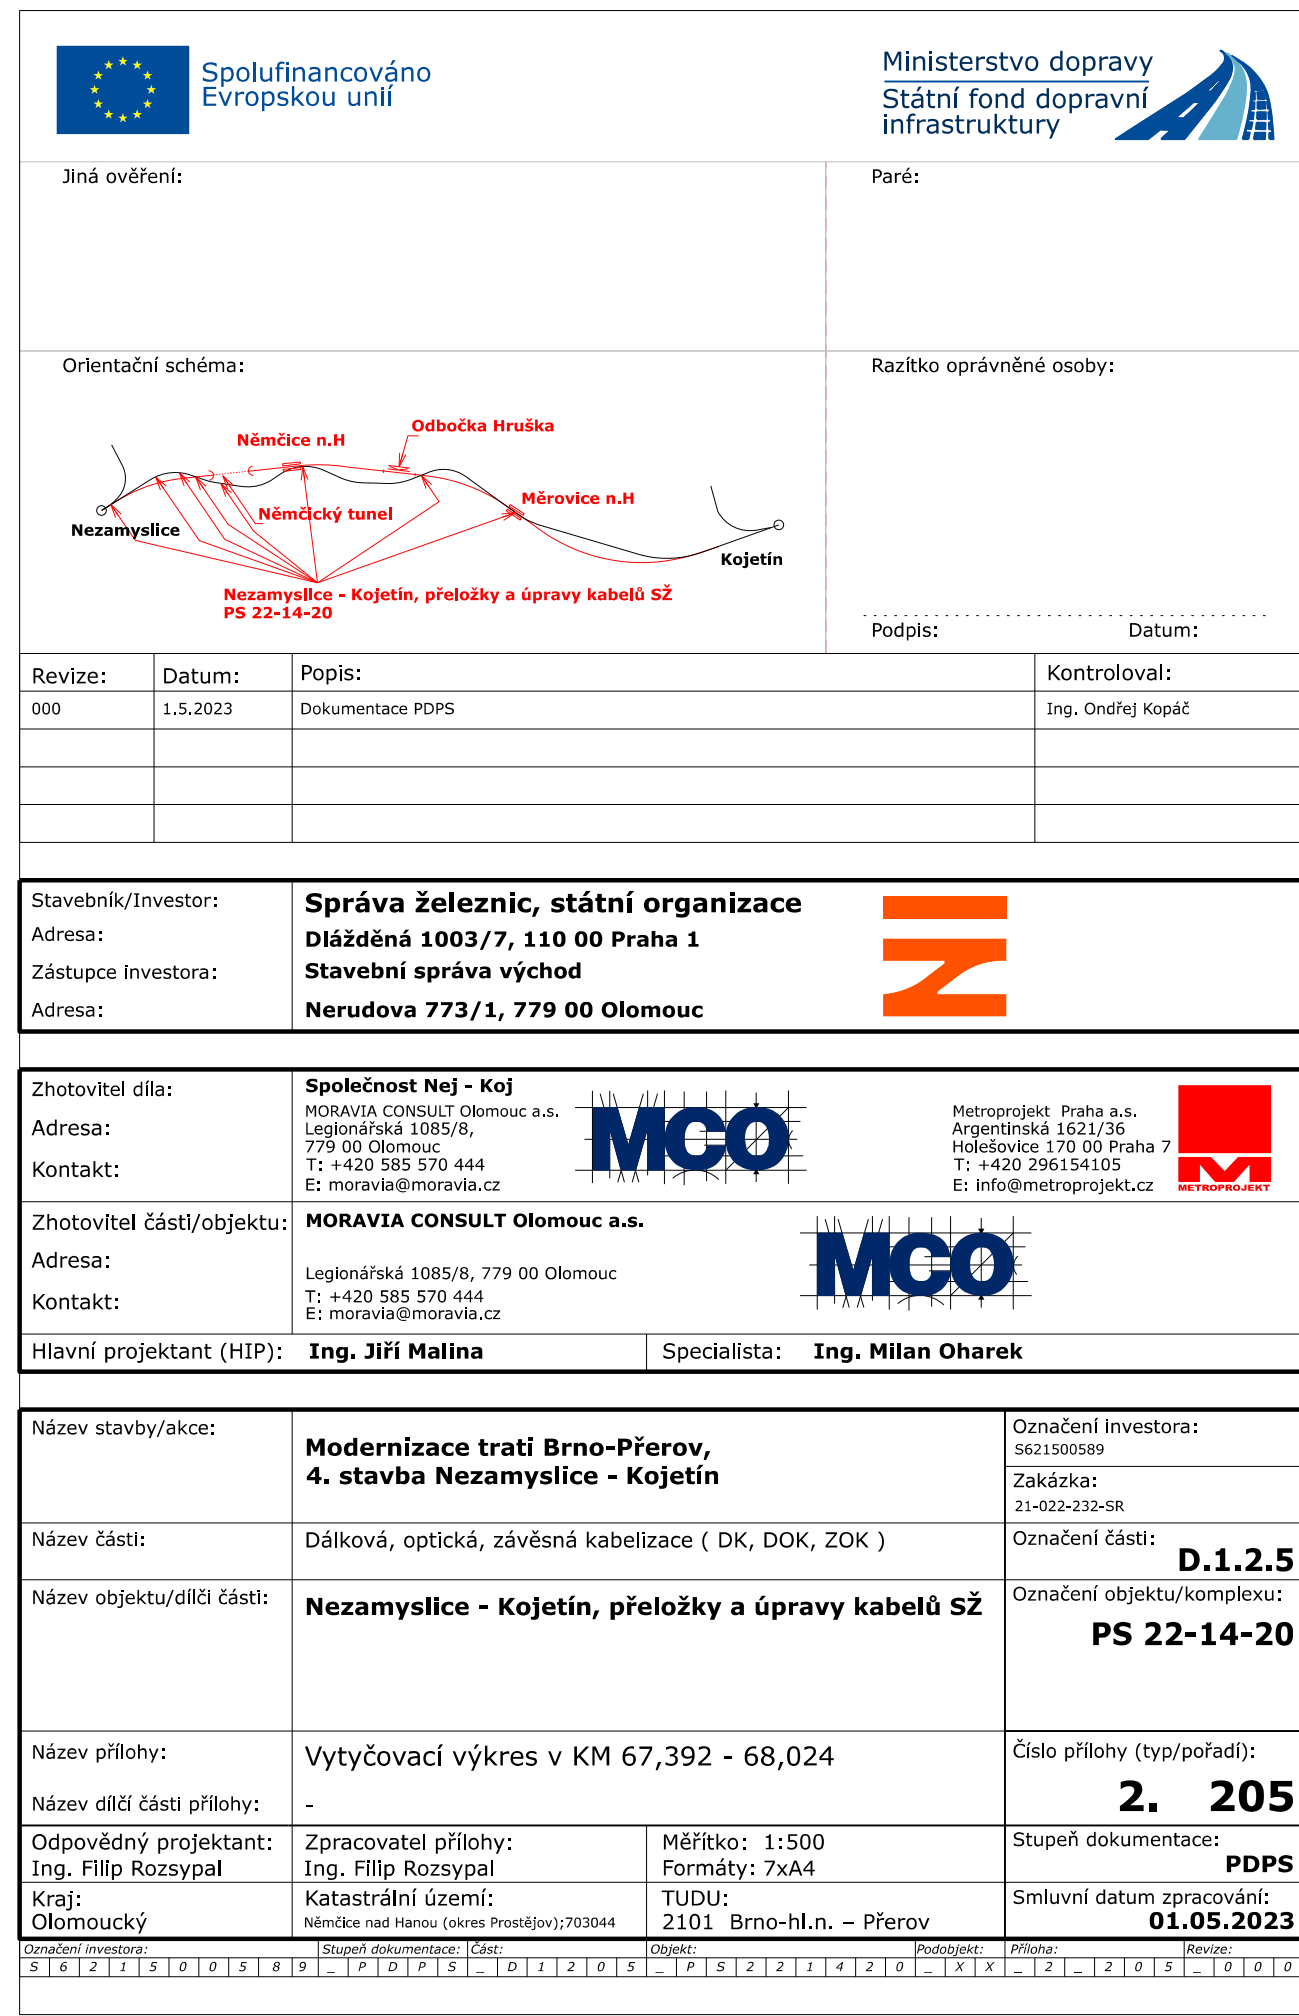 Spolufinancováno
Evropskou unií
Ministerstvo dopravy
Státní fond dopravní
infrastruktury
Jiná ověření:
Paré:
Orientační schéma:
Razítko oprávněné osoby:
Odbočka Hruška
Němčice n.H
Měrovice n.H
Němčický tunel
Nezamyslice
Kojetín
Nezamyslice - Kojetín, přeložky a úpravy kabelů SŽ
PS 22-14-20
Podpis: Datum:
Revize: Datum: Popis: Kontroloval:
000 1.5.2023 Dokumentace PDPS Ing. Ondřej Kopáč
Stavebník/Investor: Správa železnic, státní organizace
Adresa: Dlážděná 1003/7, 110 00 Praha 1
Zástupce investora: Stavební správa východ
Adresa: Nerudova 773/1, 779 00 Olomouc
Zhotovitel díla:
Adresa:
Kontakt:
Společnost Nej - Koj
MORAVIA CONSULT Olomouc a.s.
Legionářská 1085/8,
779 00 Olomouc
T: +420 585 570 444
E: moravia@moravia.cz
MCO
Metroprojekt Praha a.s.
Argentinská 1621/36
Holešovice 170 00 Praha 7
T: +420 296154105
E: info@metroprojekt.cz
METROPROJEKT
Zhotovitel části/objektu: MORAVIA CONSULT Olomouc a.s.
Adresa:
Legionářská 1085/8, 779 00 Olomouc
Kontakt:
T: +420 585 570 444
E: moravia@moravia.cz
MCO
Hlavní projektant (HIP): Ing. Jiří Malina Specialista: Ing. Milan Oharek
Název stavby/akce:
Modernizace trati Brno-Přerov,
4. stavba Nezamyslice - Kojetín
Označení investora:
S621500589
Zakázka:
21-022-232-SR
Název části: Dálková, optická, závěsná kabelizace ( DK, DOK, ZOK )
Označení části:
D.1.2.5
Název objektu/dílči části: Nezamyslice - Kojetín, přeložky a úpravy kabelů SŽ
Označení objektu/komplexu:
PS 22-14-20
Název přílohy: Vytyčovací výkres v KM 67,392 - 68,024
Číslo přílohy (typ/pořadí):
2. 205
Název dílčí části přílohy: -
Odpovědný projektant:
Ing. Filip Rozsypal
Zpracovatel přílohy:
Ing. Filip Rozsypal
Měřítko: 1:500
Formáty: 7xA4
Stupeň dokumentace:
PDPS
Kraj:
Olomoucký
Katastrální území:
Němčice nad Hanou (okres Prostějov);703044
TUDU:
2101 Brno-hl.n. – Přerov
Smluvní datum zpracování:
01.05.2023
Označení investora: Stupeň dokumentace: Část: Objekt: Podobjekt: Příloha: Revize:
S 6 2 1 5 0 0 5 8 9 _ P D P S _ D 1 2 0 5 _ P S 2 2 1 4 2 0 _ X X _ 2 _ 2 0 5 _ 0 0 0